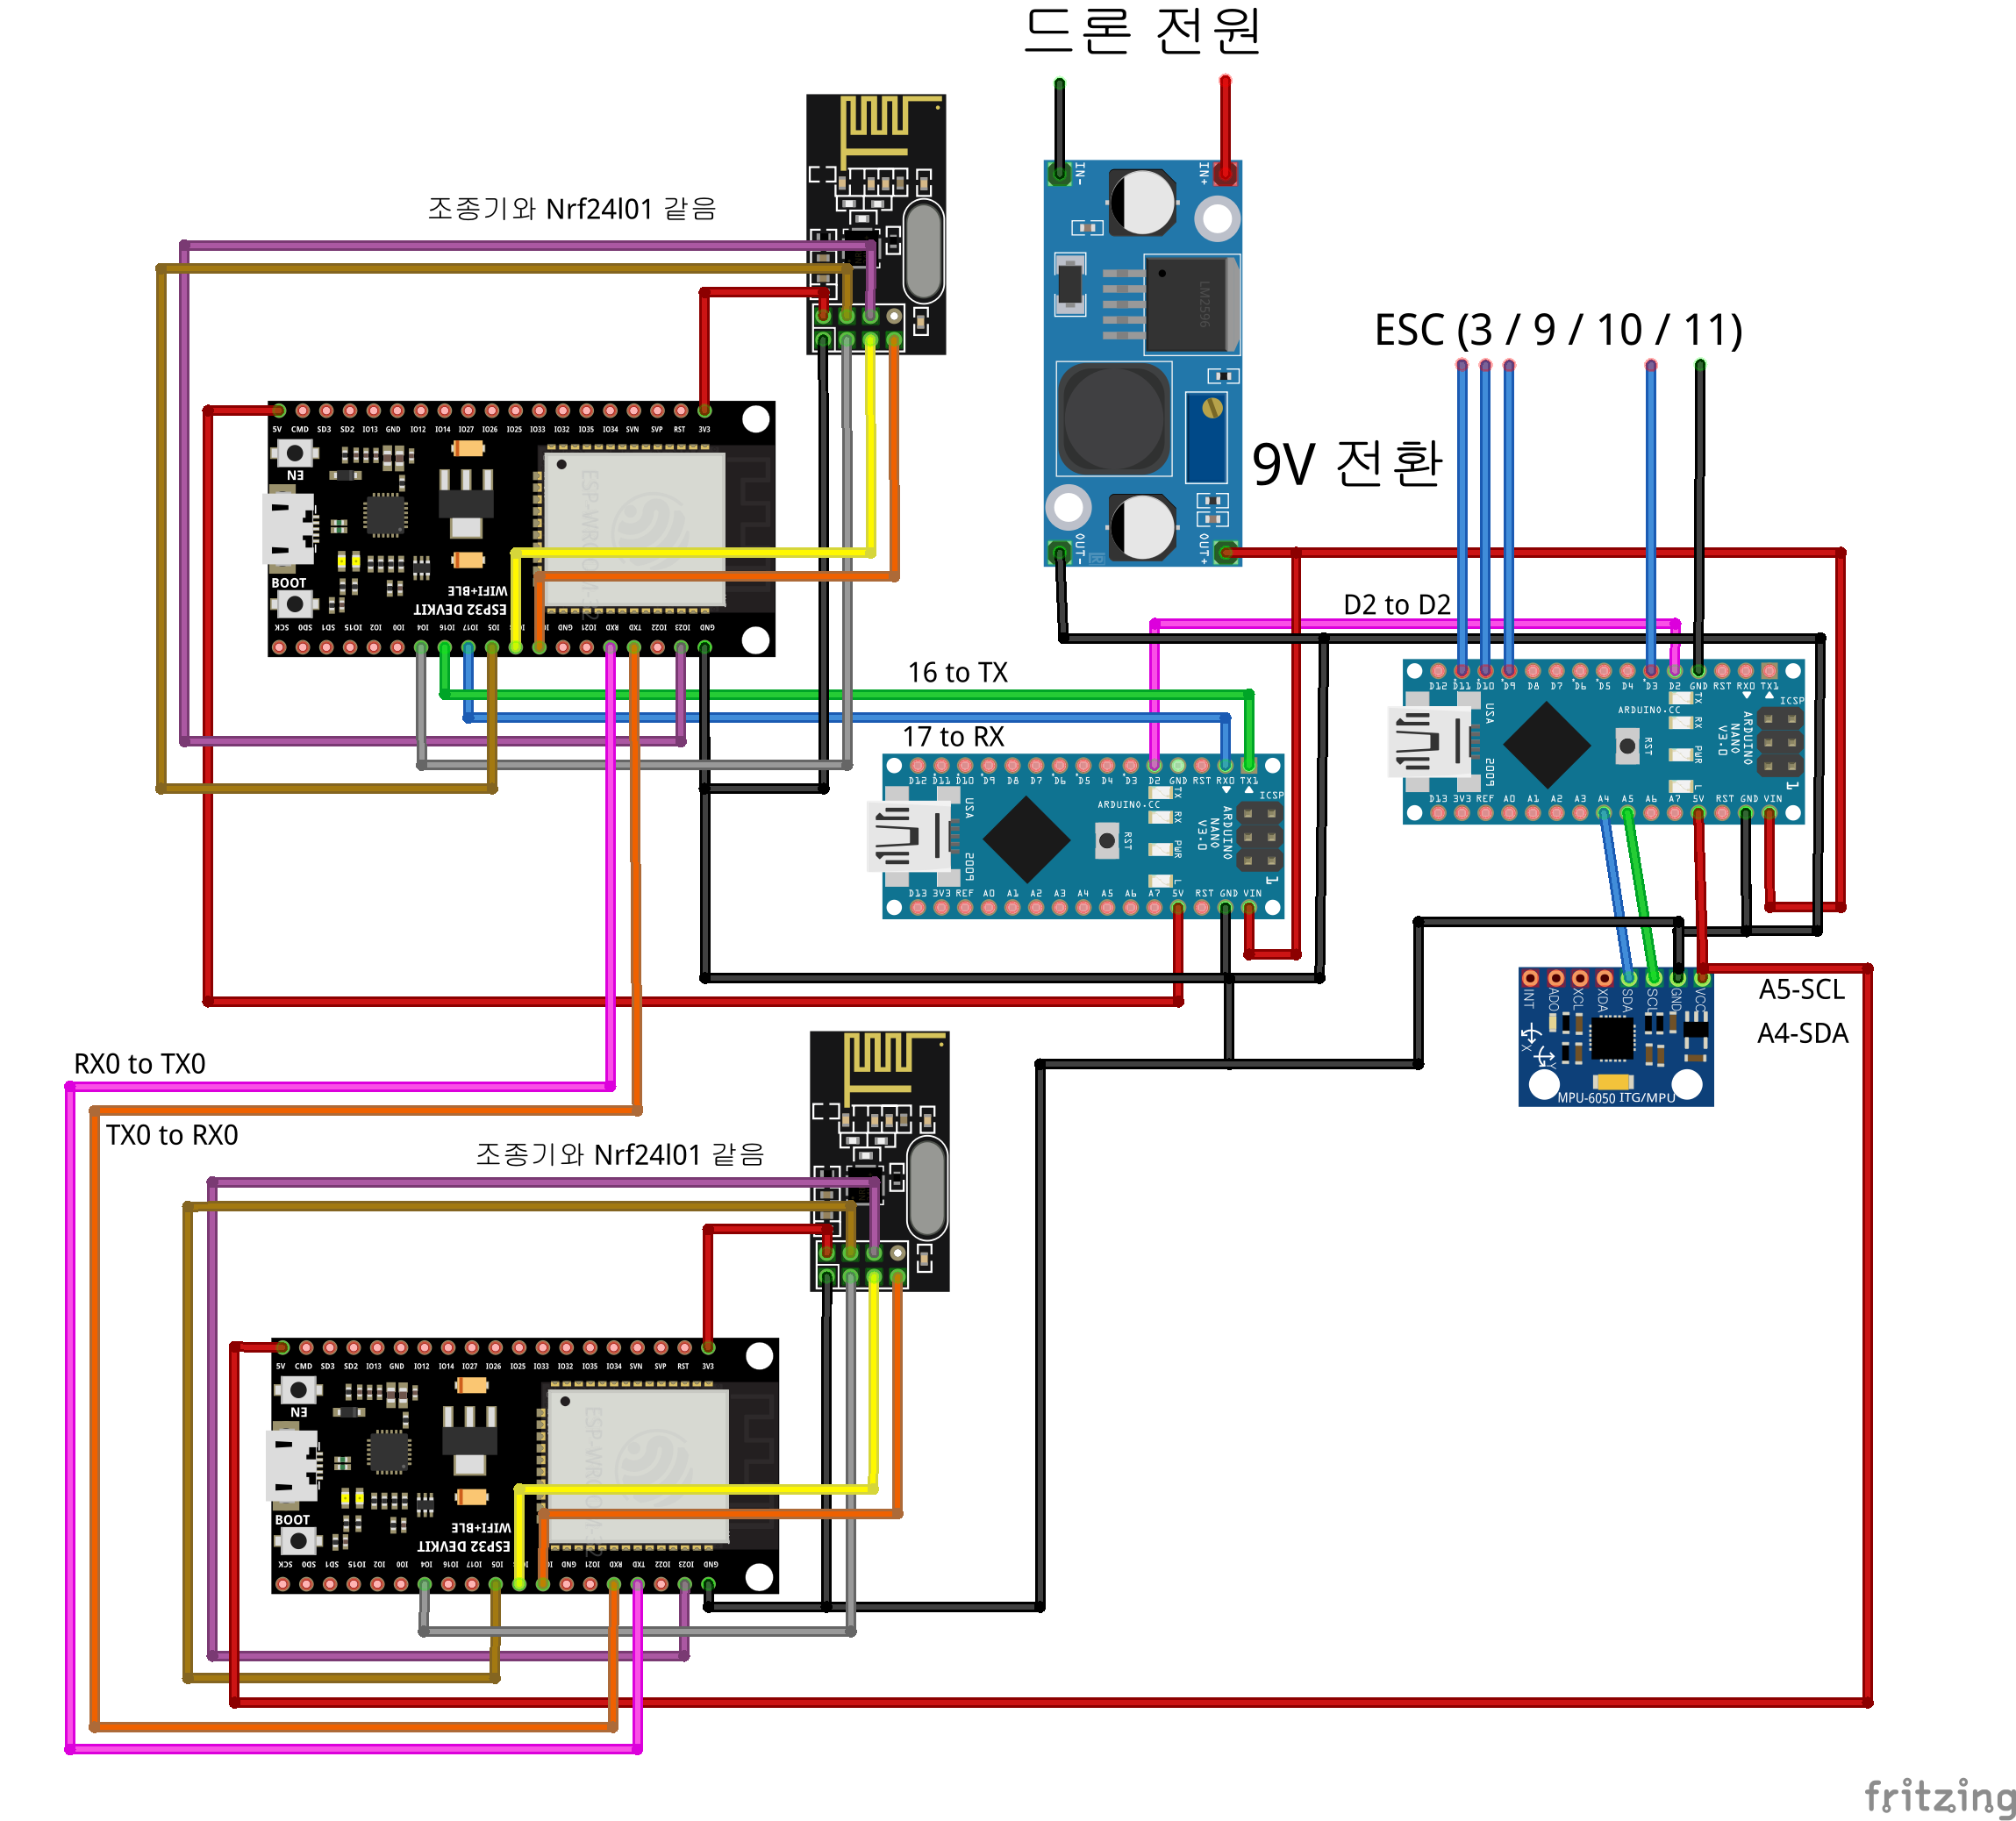 드론 전원
IN-
IN+
조종기와 Nrf24l01 같음
LM2596
ESC (3 / 9 / 10 / 11)
9V 전환
OUT-
OUT+
5V CMD SD3 SD2 IO13 GND IO12 IO14 IO27 IO26 IO25 IO33 IO32 IO35 IO34 SVN SVP RST 3V3
EN
ESP-WROOM-32
BOOT
WIFI+BLE
ESP32 DEVKIT
SCK SD0 SD1 IO15 IO2 IO0 IO4 IO16 IO17 IO5 GND IO21 RXD TXD IO22 IO23 GND
D2 to D2
16 to TX
17 to RX
D12 D11 D10 D9 D8 D7 D6 D5 D4 D3 D2 GND RST RX0 TX1
USA
2009
ARDUINO.CC
TX
RX
PWR
L
RST
ARDUINO
NANO
V3.0
ICSP
1
D13 3V3 REF A0 A1 A2 A3 A4 A5 A6 A7 5V RST GND VIN
D12 D11 D10 D9 D8 D7 D6 D5 D4 D3 D2 GND RST RX0 TX1
USA
2009
ARDUINO.CC
TX
RX
PWR
L
RST
ARDUINO
NANO
V3.0
ICSP
1
D13 3V3 REF A0 A1 A2 A3 A4 A5 A6 A7 5V RST GND VIN
INT ADO XCL XDA SDA SCL GND VCC
X
Y
MPU-6050 ITG/MPU
A5-SCL
A4-SDA
RX0 to TX0
TX0 to RX0
조종기와 Nrf24l01 같음
5V CMD SD3 SD2 IO13 GND IO12 IO14 IO27 IO26 IO25 IO33 IO32 IO35 IO34 SVN SVP RST 3V3
EN
ESP-WROOM-32
BOOT
WIFI+BLE
ESP32 DEVKIT
SCK SD0 SD1 IO15 IO2 IO0 IO4 IO16 IO17 IO5 GND IO21 RXD TXD IO22 IO23 GND
fritzing